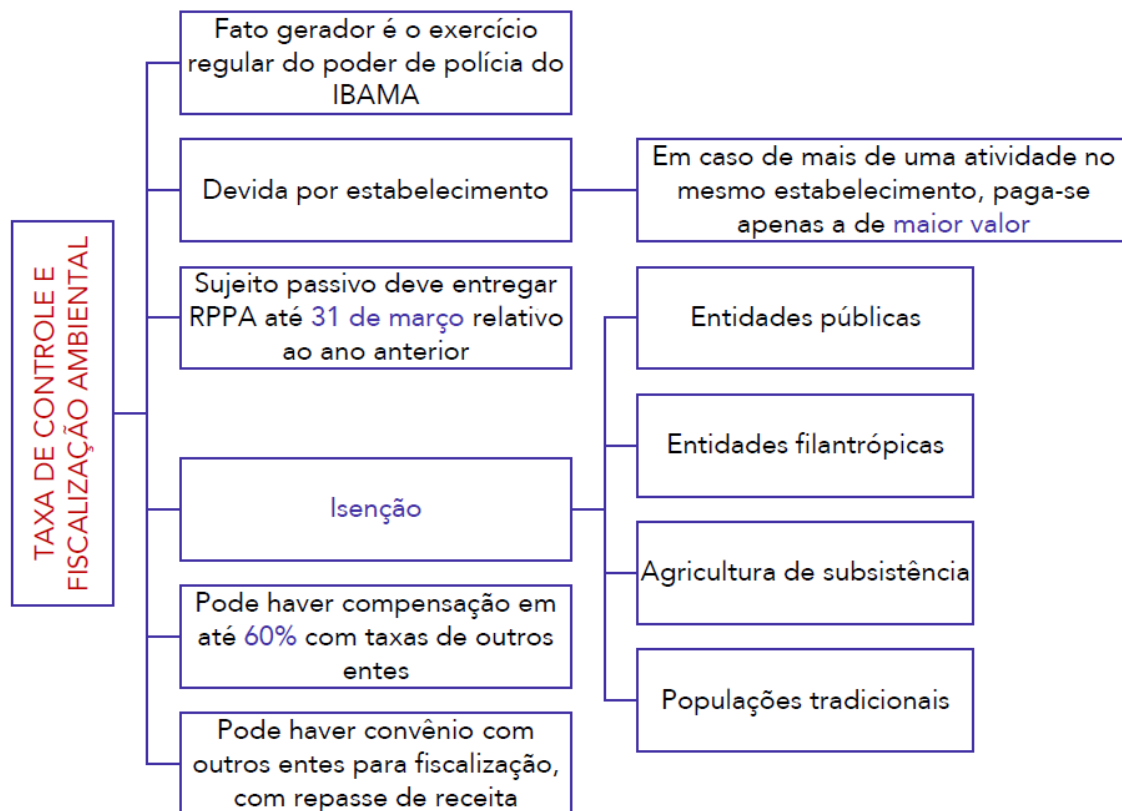 TAXA DE CONTROLE E
FISCALIZAÇÃO AMBIENTAL
Fato gerador é o exercício
regular do poder de polícia do
IBAMA
Devida por estabelecimento
Em caso de mais de uma atividade no
mesmo estabelecimento, paga-se
apenas a de maior valor
Sujeito passivo deve entregar
RPPA até 31 de março relativo
ao ano anterior
Isenção
Entidades públicas
Entidades filantrópicas
Agricultura de subsistência
Populações tradicionais
Pode haver compensação em
até 60% com taxas de outros
entes
Pode haver convênio com
outros entes para fiscalização,
com repasse de receita